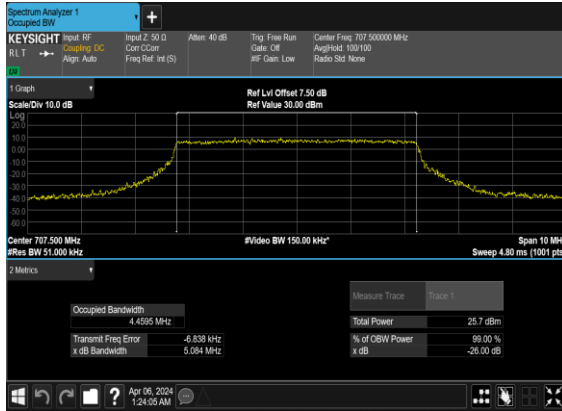 Spectrum Analyzer 1
Occupied BW
+
KEYSIGHT Input: RF Input Z: 50 Ω Atten: 40 dB Trig: Free Run Center Freq: 707.500000 MHz
RLT Coupling: DC Corr CCorr Gate: Off Avg|Hold: 100/100
Align: Auto Freq Ref: Int (S) #IF Gain: Low Radio Std: None
1 Graph Ref Lvl Offset 7.50 dB
Scale/Div 10.0 dB Ref Value 30.00 dBm
Log
20.0
10.0
0.00
-10.0
-20.0
-30.0
-40.0
-50.0
-60.0
Center 707.500 MHz #Video BW 150.00 kHz* Span 10 MH
#Res BW 51.000 kHz Sweep 4.80 ms (1001 pts
2 Metrics
Measure Trace Trace 1
Occupied Bandwidth
4.4595 MHz Total Power 25.7 dBm
Transmit Freq Error -6.838 kHz % of OBW Power 99.00 %
x dB Bandwidth 5.084 MHz x dB -26.00 dB
? Apr 06, 2024
1:24:05 AM